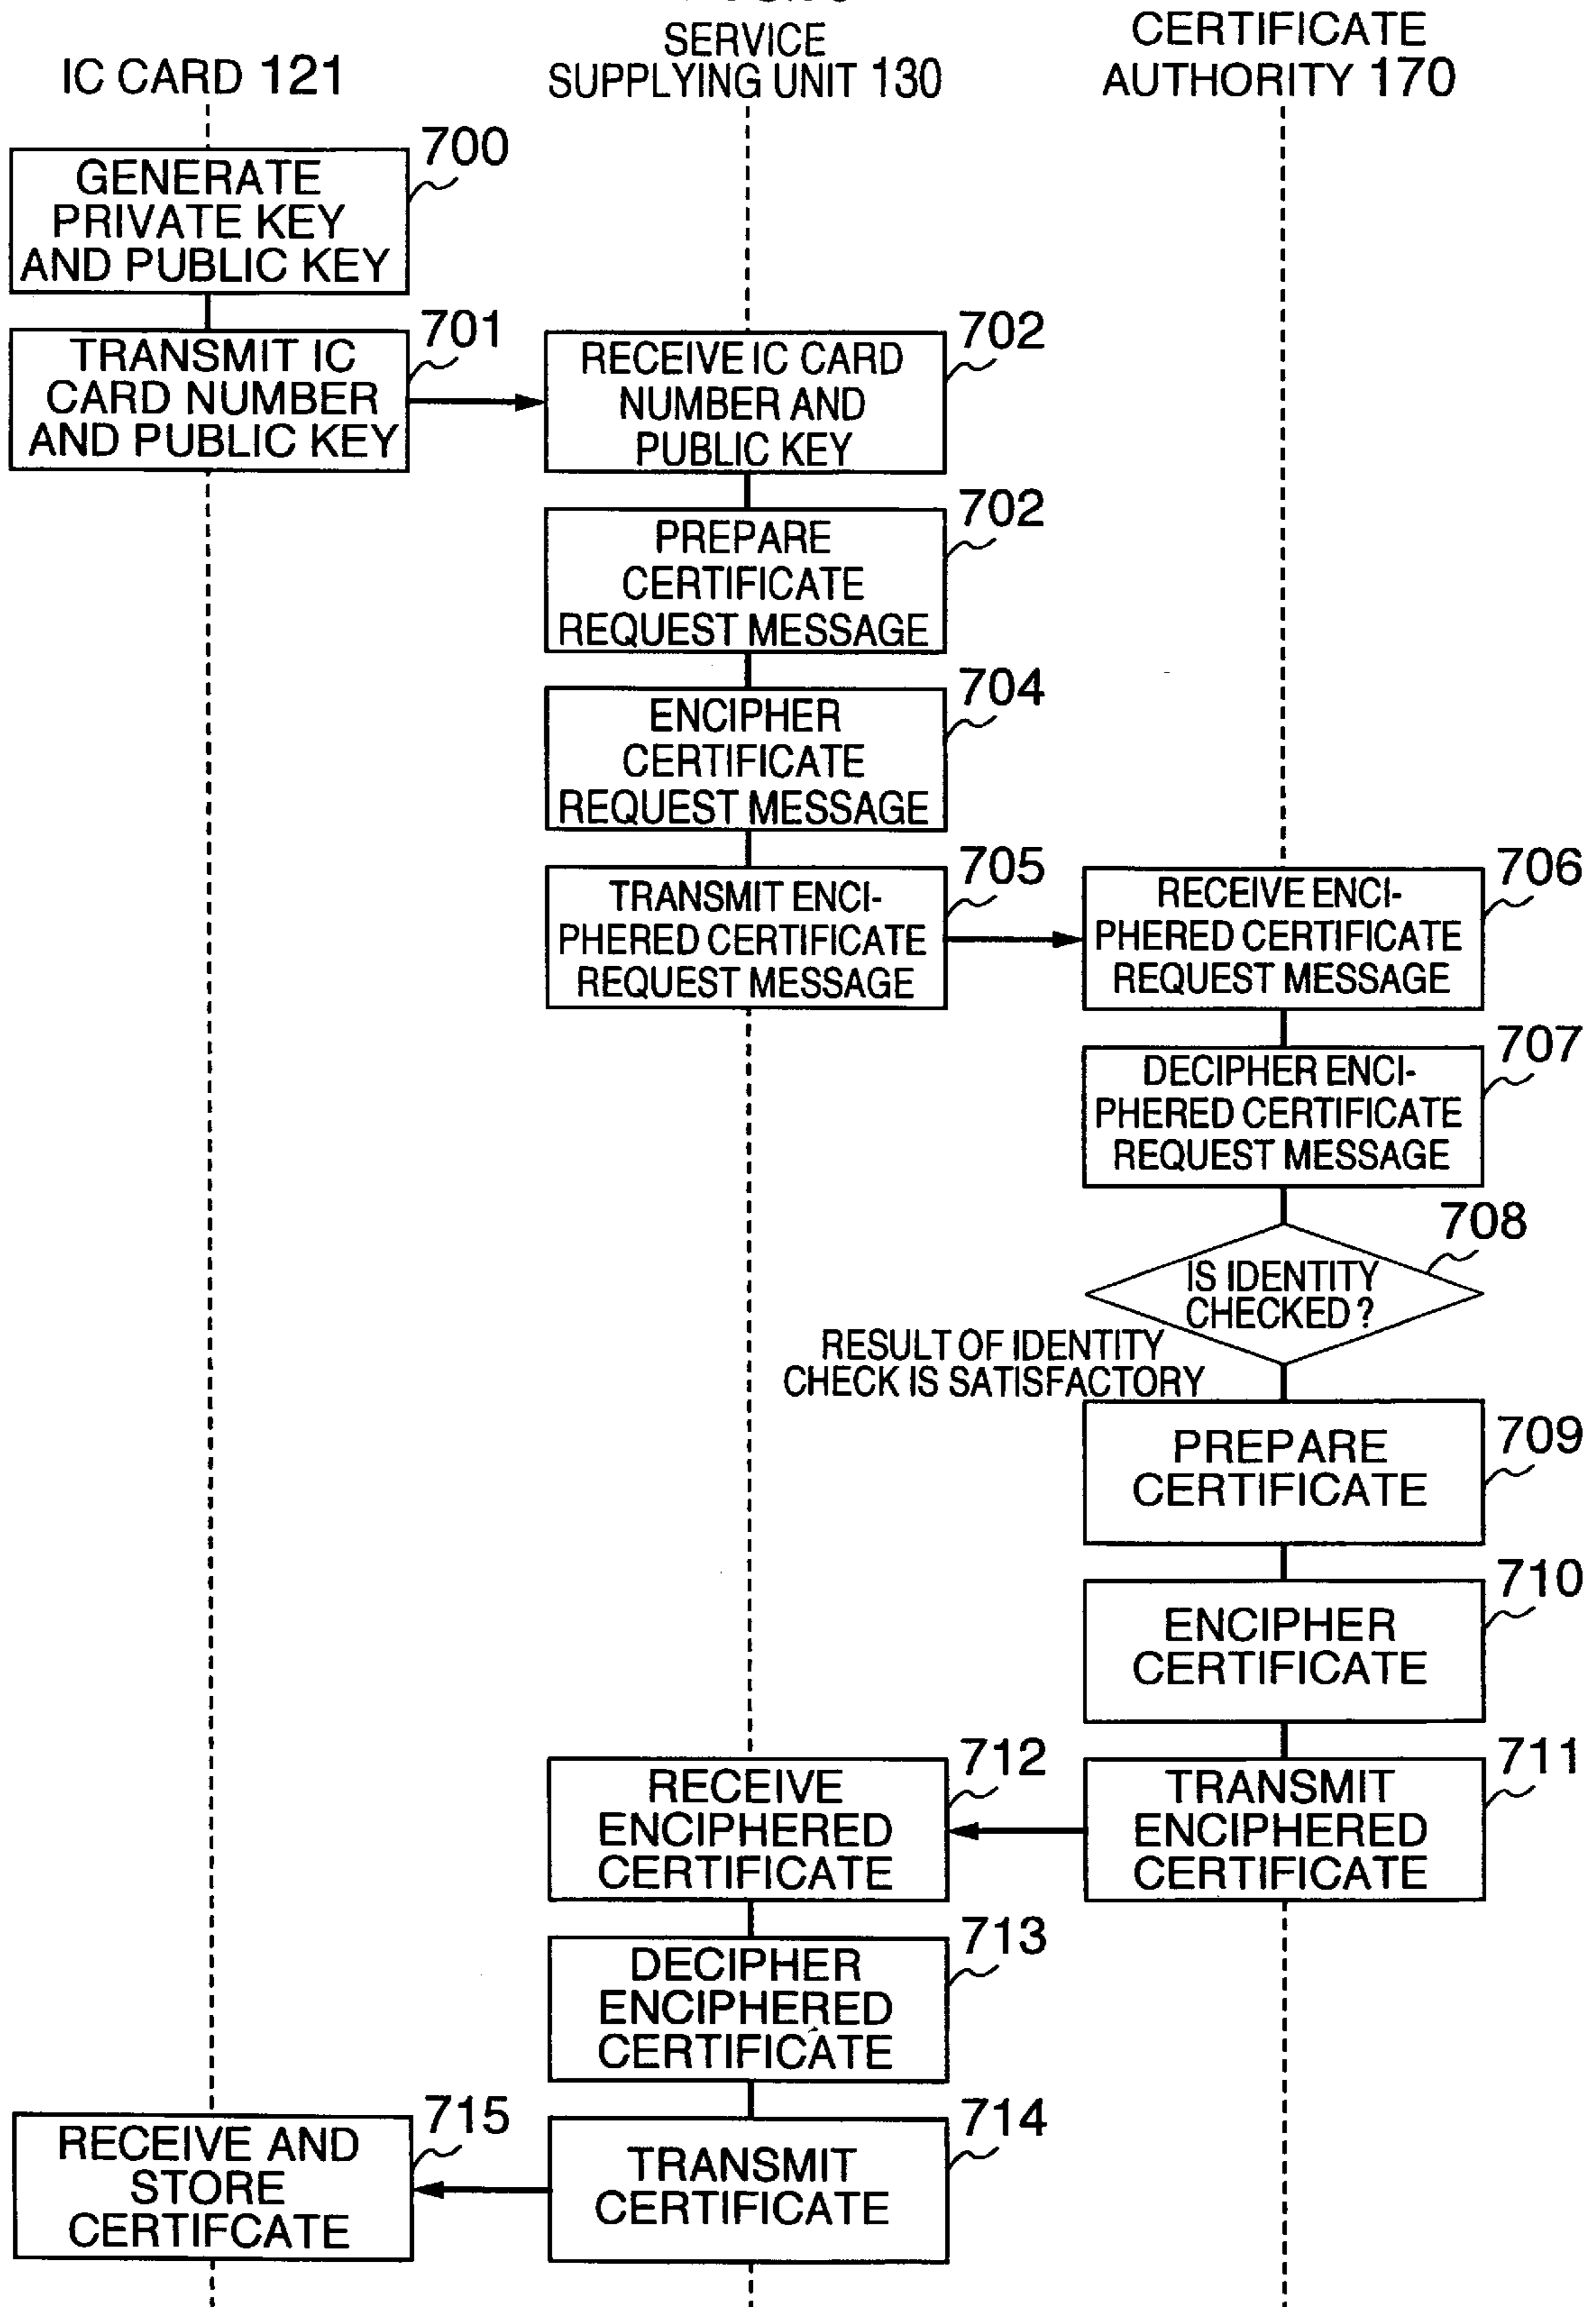 IC CARD 121
SERVICE
SUPPLYING UNIT 130
CERTIFICATE
AUTHORITY 170
700
GENERATE
PRIVATE KEY
AND PUBLIC KEY
701
TRANSMIT IC
CARD NUMBER
AND PUBLIC KEY
702
RECEIVE IC CARD
NUMBER AND
PUBLIC KEY
702
PREPARE
CERTIFICATE
REQUEST MESSAGE
704
ENCIPHER
CERTIFICATE
REQUEST MESSAGE
705
TRANSMIT ENCI-
PHERED CERTIFICATE
REQUEST MESSAGE
706
RECEIVE ENCI-
PHERED CERTIFICATE
REQUEST MESSAGE
707
DECIPHER ENCI-
PHERED CERTIFICATE
REQUEST MESSAGE
708
IS IDENTITY
CHECKED ?
RESULT OF IDENTITY
CHECK IS SATISFACTORY
709
PREPARE
CERTIFICATE
710
ENCIPHER
CERTIFICATE
711
TRANSMIT
ENCIPHERED
CERTIFICATE
712
RECEIVE
ENCIPHERED
CERTIFICATE
713
DECIPHER
ENCIPHERED
CERTIFICATE
714
TRANSMIT
CERTIFICATE
715
RECEIVE AND
STORE
CERTIFCATE